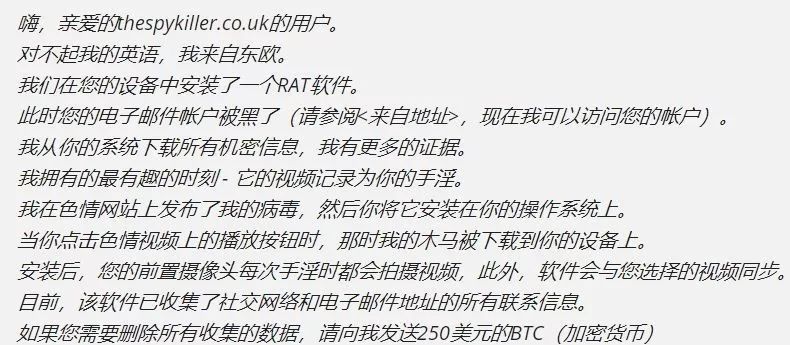 嗨，亲爱的thespykiller.co.uk的用户。
对不起我的英语，我来自东欧。
我们在您的设备中安装了一个RAT软件。
此时您的电子邮件帐户被黑了（请参阅<来自地址>，现在我可以访问您的帐户）。
我从你的系统下载所有机密信息，我有更多的证据。
我拥有的最有趣的时刻 - 它的视频记录为你的手淫。
我在色情网站上发布了我的病毒，然后你将它安装在你的操作系统上。
当你点击色情视频上的播放按钮时，那时我的木马被下载到你的设备上。
安装后，您的前置摄像头每次手淫时都会拍摄视频，此外，软件会与您选择的视频同步。
目前，该软件已收集了社交网络和电子邮件地址的所有联系信息。
如果您需要删除所有收集的数据，请向我发送250美元的BTC（加密货币）